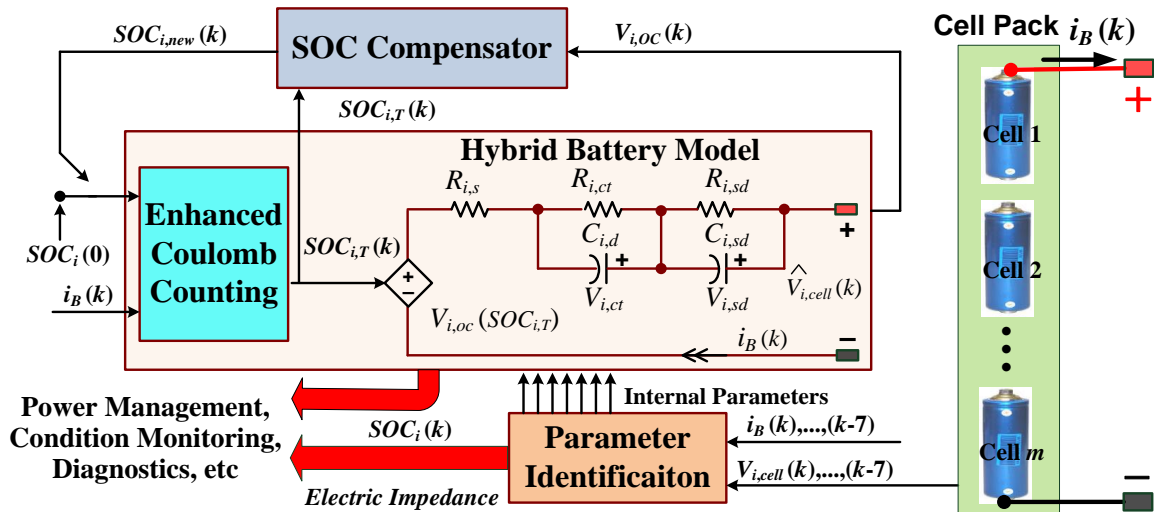 SOC_{i,new}(k)
SOC Compensator
V_{i,OC}(k)
Cell Pack
i_B(k)
+
SOC_{i,T}(k)
Cell 1
Hybrid Battery Model
R_{i,s}
R_{i,ct}
R_{i,sd}
Enhanced
Coulomb
Counting
SOC_{i,T}(k)
C_{i,d}
C_{i,sd}
+
+
+
SOC_i(0)
+
−
V_{i,ct}
V_{i,sd}
\hat{V}_{i,cell}(k)
Cell 2
i_B(k)
V_{i,oc}(SOC_{i,T})
i_B(k)
−
Power Management,
Condition Monitoring,
Diagnostics, etc
Internal Parameters
SOC_i(k)
Parameter
Identificaiton
i_B(k),...,(k-7)
V_{i,cell}(k),...,(k-7)
Cell m
−
Electric Impedance